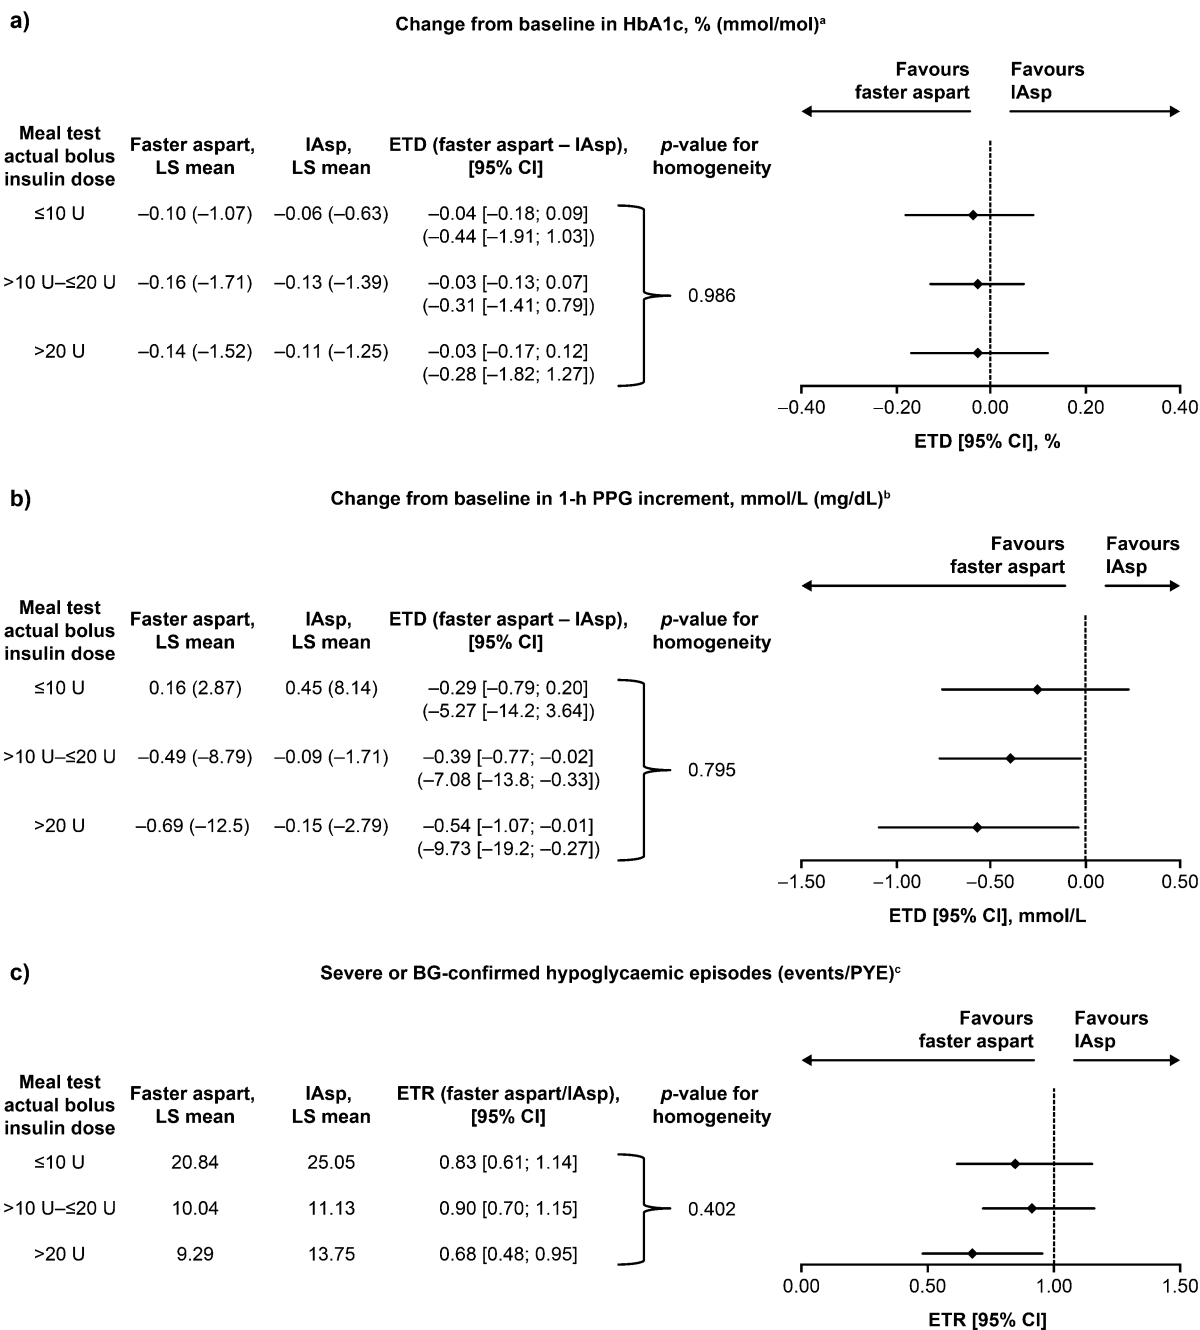 a)
Change from baseline in HbA1c, % (mmol/mol)ᵃ
Favours Favours
faster aspart IAsp
Meal test
actual bolus
insulin dose
Faster aspart,
LS mean
IAsp,
LS mean
ETD (faster aspart – IAsp),
[95% CI]
p-value for
homogeneity
≤10 U –0.10 (–1.07) –0.06 (–0.63) –0.04 [–0.18; 0.09]
(–0.44 [–1.91; 1.03])
>10 U–≤20 U –0.16 (–1.71) –0.13 (–1.39) –0.03 [–0.13; 0.07]
(–0.31 [–1.41; 0.79])
0.986
>20 U –0.14 (–1.52) –0.11 (–1.25) –0.03 [–0.17; 0.12]
(–0.28 [–1.82; 1.27])
–0.40 –0.20 0.00 0.20 0.40
ETD [95% CI], %
b)
Change from baseline in 1-h PPG increment, mmol/L (mg/dL)ᵇ
Favours Favours
faster aspart IAsp
Meal test
actual bolus
insulin dose
Faster aspart,
LS mean
IAsp,
LS mean
ETD (faster aspart – IAsp),
[95% CI]
p-value for
homogeneity
≤10 U 0.16 (2.87) 0.45 (8.14) –0.29 [–0.79; 0.20]
(–5.27 [–14.2; 3.64])
>10 U–≤20 U –0.49 (–8.79) –0.09 (–1.71) –0.39 [–0.77; –0.02]
(–7.08 [–13.8; –0.33])
0.795
>20 U –0.69 (–12.5) –0.15 (–2.79) –0.54 [–1.07; –0.01]
(–9.73 [–19.2; –0.27])
–1.50 –1.00 –0.50 0.00 0.50
ETD [95% CI], mmol/L
c)
Severe or BG-confirmed hypoglycaemic episodes (events/PYE)ᶜ
Favours Favours
faster aspart IAsp
Meal test
actual bolus
insulin dose
Faster aspart,
LS mean
IAsp,
LS mean
ETR (faster aspart/IAsp),
[95% CI]
p-value for
homogeneity
≤10 U 20.84 25.05 0.83 [0.61; 1.14]
>10 U–≤20 U 10.04 11.13 0.90 [0.70; 1.15] 0.402
>20 U 9.29 13.75 0.68 [0.48; 0.95]
0.00 0.50 1.00 1.50
ETR [95% CI]